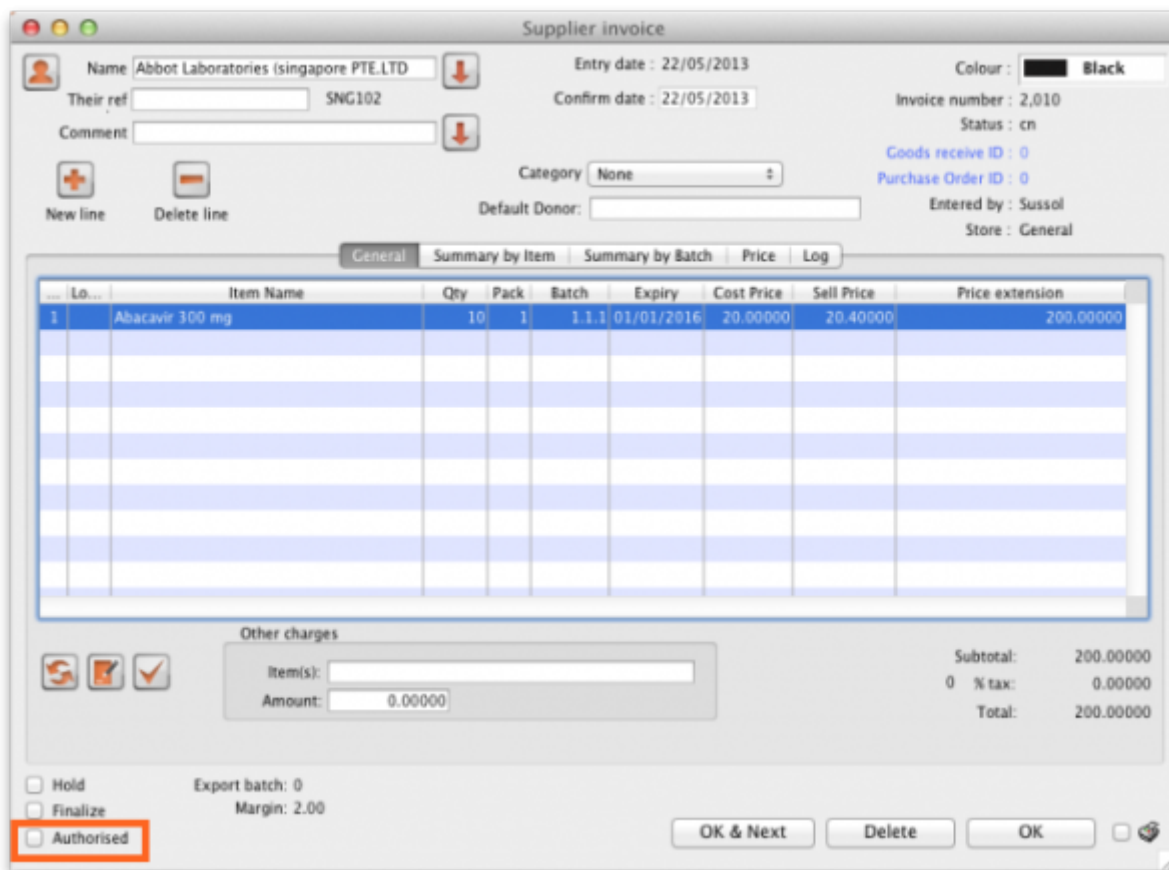 Supplier invoice
Name Abbot Laboratories (singapore PTE.LTD
Entry date : 22/05/2013
Colour : Black
Their ref SNG102
Confirm date : 22/05/2013
Invoice number : 2,010
Comment
Status : cn
Goods receive ID : 0
Category None
Purchase Order ID : 0
New line Delete line
Default Donor:
Entered by : Sussol
Store : General
General Summary by Item Summary by Batch Price Log
... Lo... Item Name Qty Pack Batch Expiry Cost Price Sell Price Price extension
1 Abacavir 300 mg 10 1 1.1.1 01/01/2016 20.00000 20.40000 200.00000
Other charges
Item(s):
Subtotal: 200.00000
Amount: 0.00000
0 % tax: 0.00000
Total: 200.00000
Hold Export batch: 0
Finalize Margin: 2.00
Authorised
OK & Next Delete OK